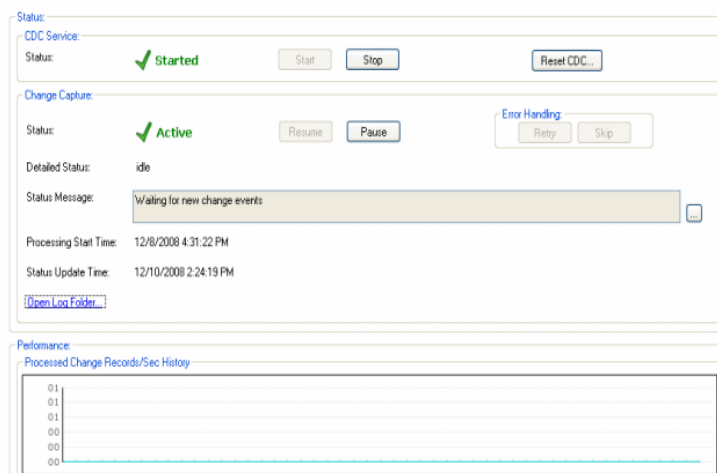 Status:
CDC Service:
Status: Started Start Stop Reset CDC...
Change Capture:
Error Handling:
Status: Active Resume Pause Retry Skip
Detailed Status: idle
Status Message: Waiting for new change events
...
Processing Start Time: 12/8/2008 4:31:22 PM
Status Update Time: 12/10/2008 2:24:19 PM
Open Log Folder...
Performance:
Processed Change Records/Sec History
01
01
01
00
00
00